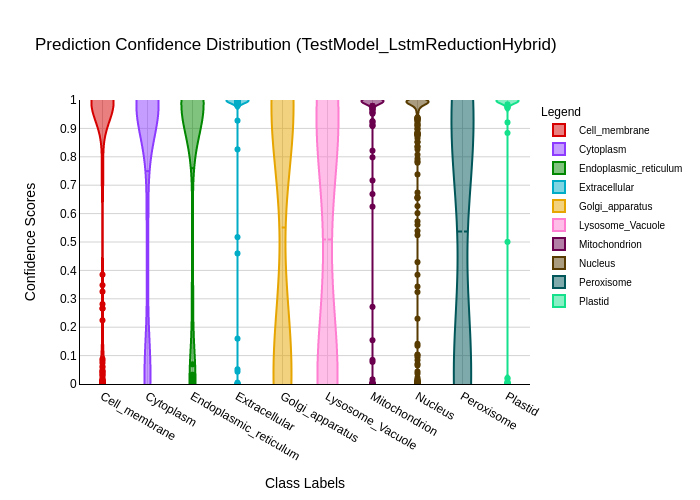 Prediction Confidence Distribution (TestModel_LstmReductionHybrid)
1
0.9
0.8
0.7
0.6
0.5
0.4
0.3
0.2
0.1
0
Confidence Scores
Cell_membrane
Cytoplasm
Endoplasmic_reticulum
Extracellular
Golgi_apparatus
Lysosome_Vacuole
Mitochondrion
Nucleus
Peroxisome
Plastid
Class Labels
Legend
Cell_membrane
Cytoplasm
Endoplasmic_reticulum
Extracellular
Golgi_apparatus
Lysosome_Vacuole
Mitochondrion
Nucleus
Peroxisome
Plastid